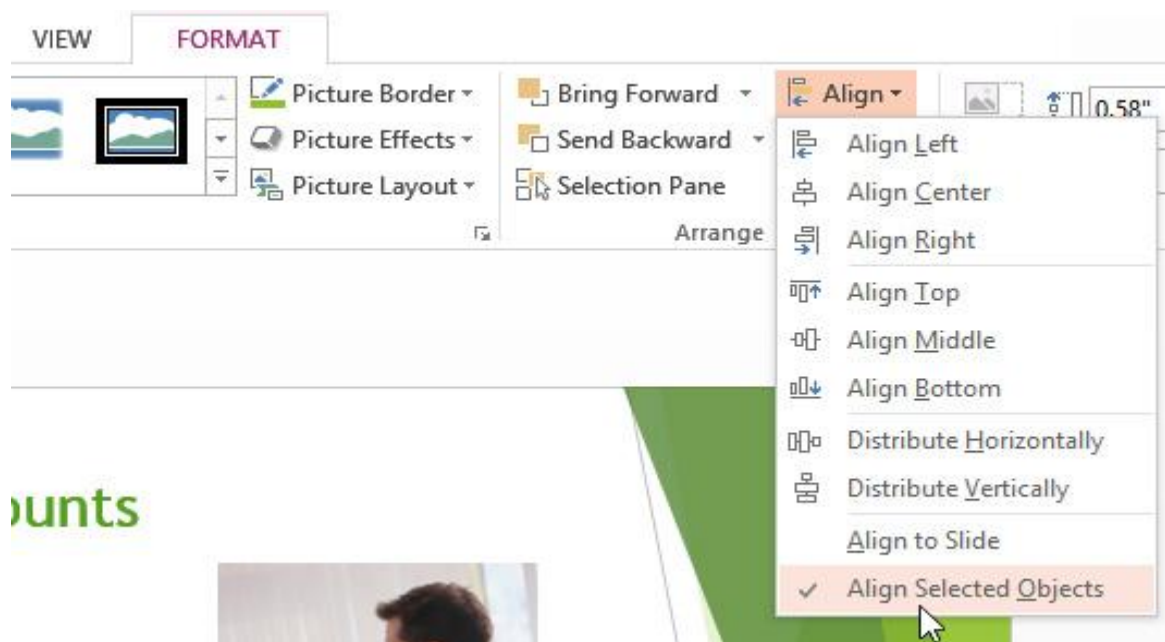 VIEW FORMAT
Picture Border Bring Forward Align 0.58"
Picture Effects Send Backward
Picture Layout Selection Pane
Arrange
Align Left
Align Center
Align Right
Align Top
Align Middle
Align Bottom
Distribute Horizontally
Distribute Vertically
Align to Slide
Align Selected Objects
ounts